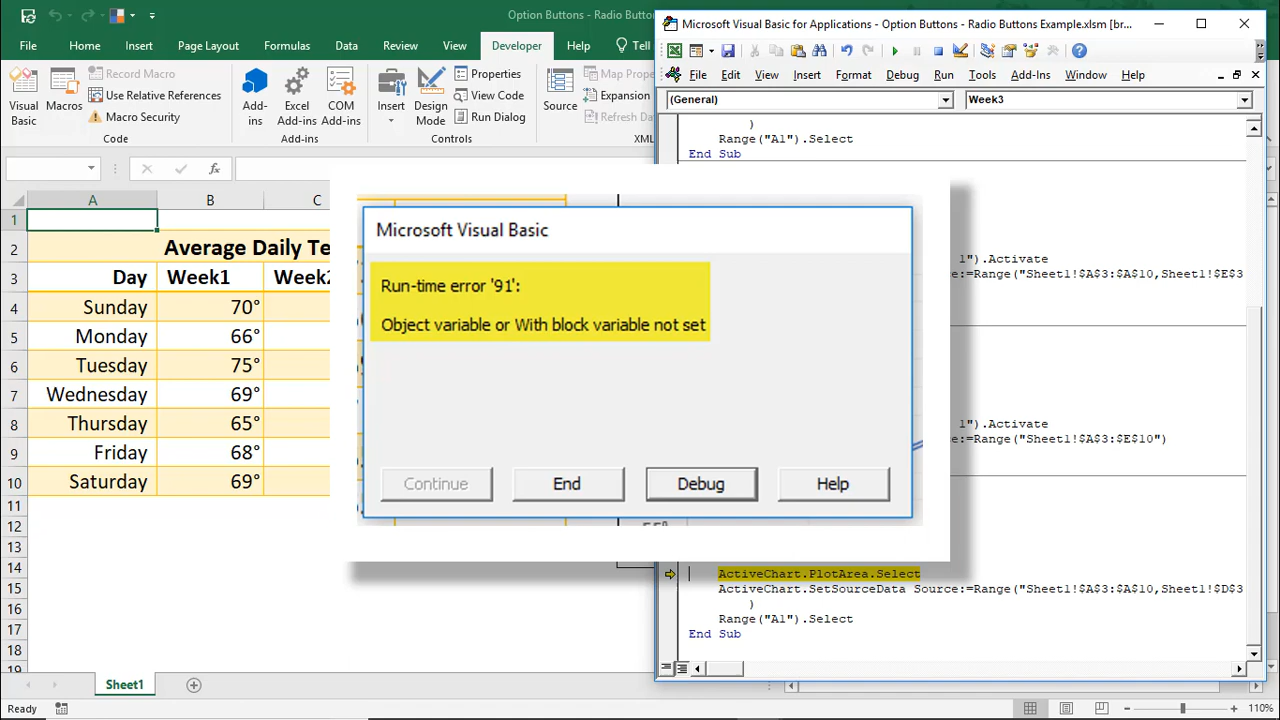 Option Buttons - Radio Butto
Microsoft Visual Basic for Applications - Option Buttons - Radio Buttons Example.xlsm [br...
File Home Insert Page Layout Formulas Data Review View Developer Help Tell
File Edit View Insert Format Debug Run Tools Add-Ins Window Help
Visual Basic
Macros
Record Macro
Use Relative References
Macro Security
Code
Add-ins
Excel Add-ins
COM Add-ins
Add-ins
Insert
Design Mode
Properties
View Code
Run Dialog
Controls
Source
Map Prope
Expansion
Refresh Data
XML
(General) Week3
)
Range("A1").Select
End Sub
fx
A B C
1
2 Average Daily Te
3 Day Week1 Week2
4 Sunday 70°
5 Monday 66°
6 Tuesday 75°
7 Wednesday 69°
8 Thursday 65°
9 Friday 68°
10 Saturday 69°
11
12
13
14
15
16
17
18
19
Microsoft Visual Basic
Run-time error '91':
Object variable or With block variable not set
Continue End Debug Help
55°
1").Activate
e:=Range("Sheet1!$A$3:$A$10,Sheet1!$E$3
1").Activate
e:=Range("Sheet1!$A$3:$E$10")
ActiveChart.PlotArea.Select
ActiveChart.SetSourceData Source:=Range("Sheet1!$A$3:$A$10,Sheet1!$D$3
)
Range("A1").Select
End Sub
Sheet1
Ready
110%